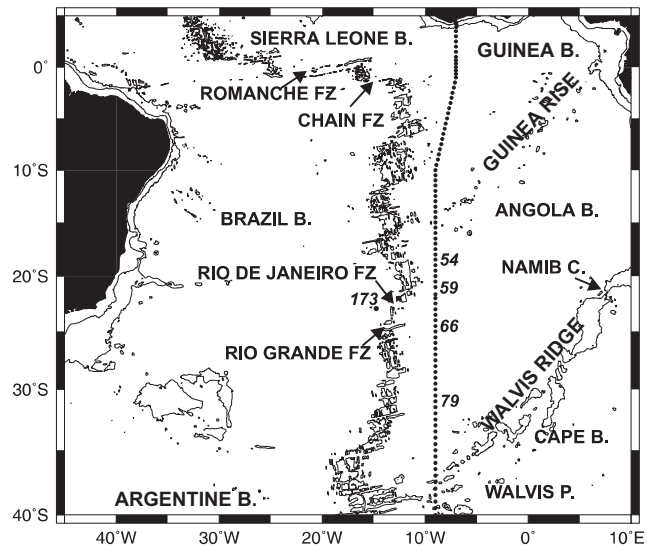 SIERRA LEONE B.
GUINEA B.
0°
ROMANCHE FZ
CHAIN FZ
GUINEA RISE
10°S
BRAZIL B.
ANGOLA B.
54
NAMIB C.
20°S
RIO DE JANEIRO FZ
59
173
66
RIO GRANDE FZ
WALVIS RIDGE
30°S
79
CAPE B.
ARGENTINE B.
WALVIS P.
40°S
40°W
30°W
20°W
10°W
0°
10°E